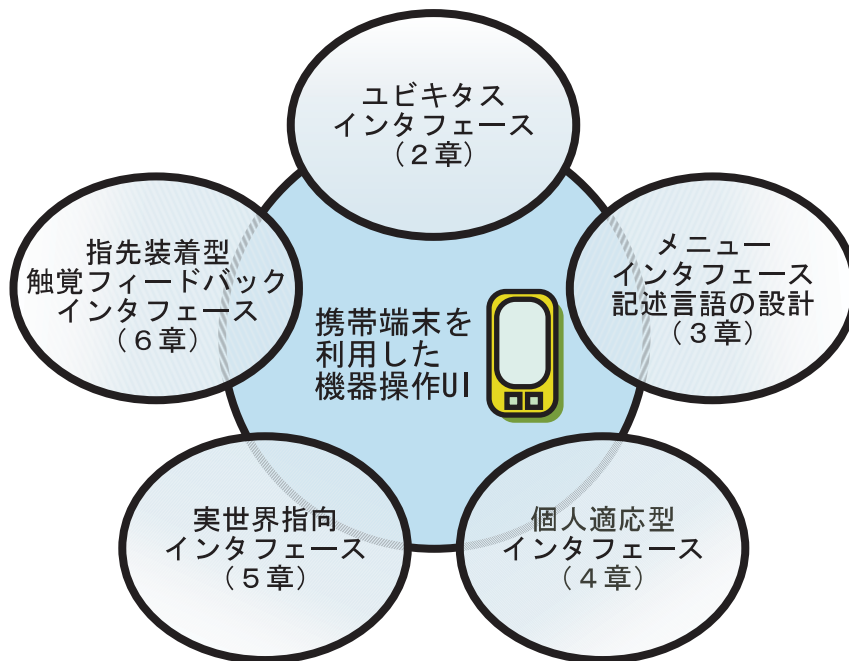 ユビキタス
インタフェース
(2章)
メニュー
インタフェース
記述言語の設計
(3章)
個人適応型
インタフェース
(4章)
実世界指向
インタフェース
(5章)
指先装着型
触覚フィードバック
インタフェース
(6章)
携帯端末を
利用した
機器操作UI